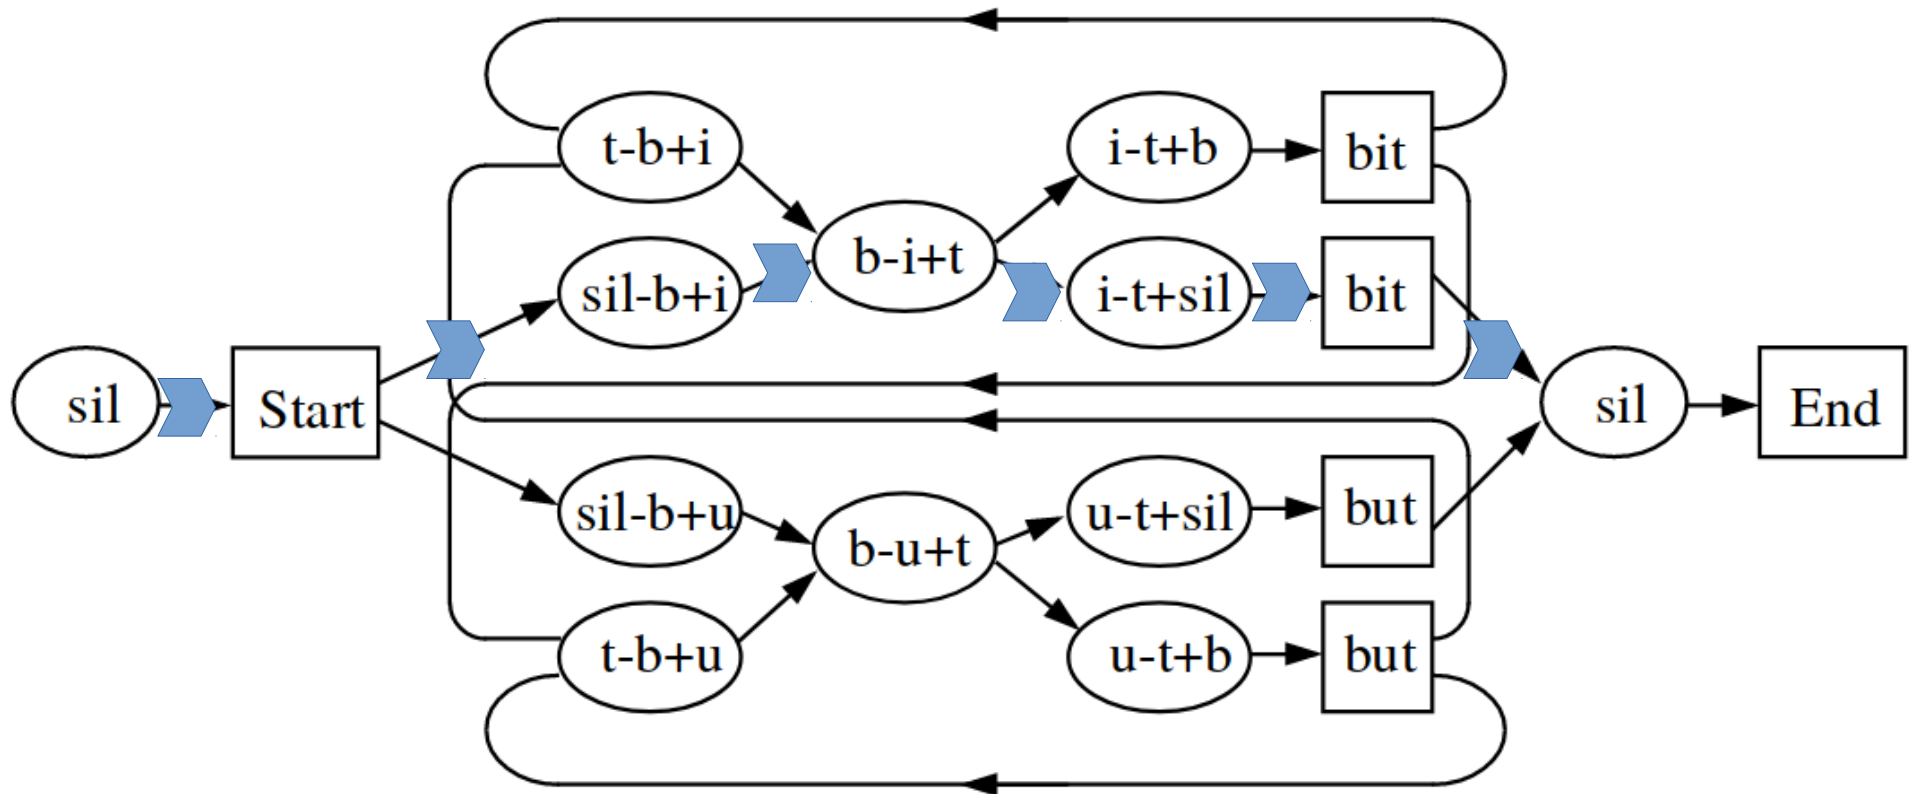 t-b+i
i-t+b
bit
sil-b+i
b-i+t
i-t+sil
bit
sil
Start
sil
End
sil-b+u
b-u+t
u-t+sil
but
t-b+u
u-t+b
but